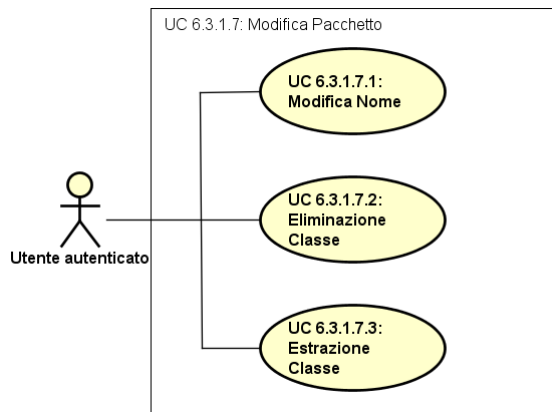 UC 6.3.1.7: Modifica Pacchetto
UC 6.3.1.7.1:
Modifica Nome
UC 6.3.1.7.2:
Eliminazione
Classe
Utente autenticato
UC 6.3.1.7.3:
Estrazione
Classe